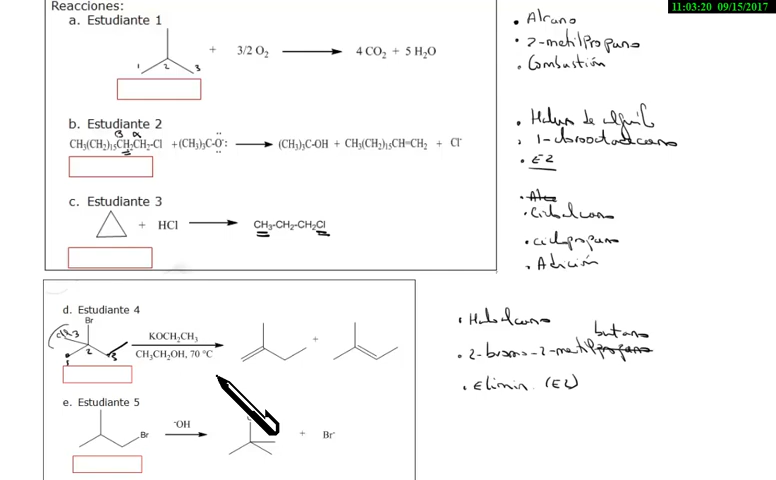 11:03:20 09/15/2017
Reacciones:
a. Estudiante 1
1 2 3
+ 3/2 O₂ 4 CO₂ + 5 H₂O
b. Estudiante 2
β α
CH₃(CH₂)₁₅CH₂CH₂-Cl +(CH₃)₃C-O: (CH₃)₃C-OH + CH₃(CH₂)₁₅CH=CH₂ + Cl⁻
c. Estudiante 3
+ HCl CH₃-CH₂-CH₂Cl
d. Estudiante 4
Br
CH3
1 2 3
KOCH₂CH₃
CH₃CH₂OH, 70 °C
+
e. Estudiante 5
Br ⁻OH + Br⁻
• Alcano
• 2-metilpropano
• Combustión
• Haluro de alquilo
• 1-clorooctadecano
• E2
• Alc
• Cicloalcano
• ciclopropano
• Adición
• Haloalcano
butano
• 2-bromo-2-metilpropano
• Elimin. (E2)